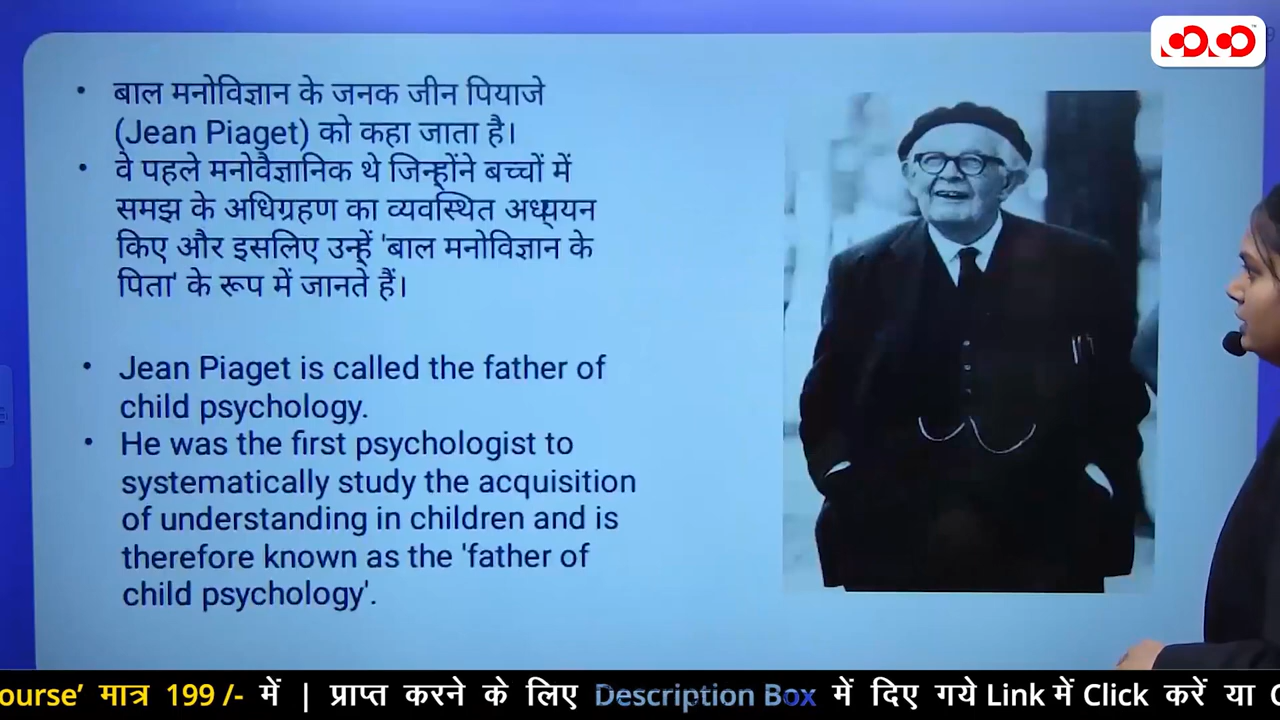 • बाल मनोविज्ञान के जनक जीन पियाजे
(Jean Piaget) को कहा जाता है।
• वे पहले मनोवैज्ञानिक थे जिन्होंने बच्चों में
समझ के अधिग्रहण का व्यवस्थित अध्ययन
किए और इसलिए उन्हें 'बाल मनोविज्ञान के
पिता' के रूप में जानते हैं।
• Jean Piaget is called the father of
child psychology.
• He was the first psychologist to
systematically study the acquisition
of understanding in children and is
therefore known as the 'father of
child psychology'.
ourse’ मात्र 199 /- में | प्राप्त करने के लिए Description Box में दिए गये Link में Click करें या